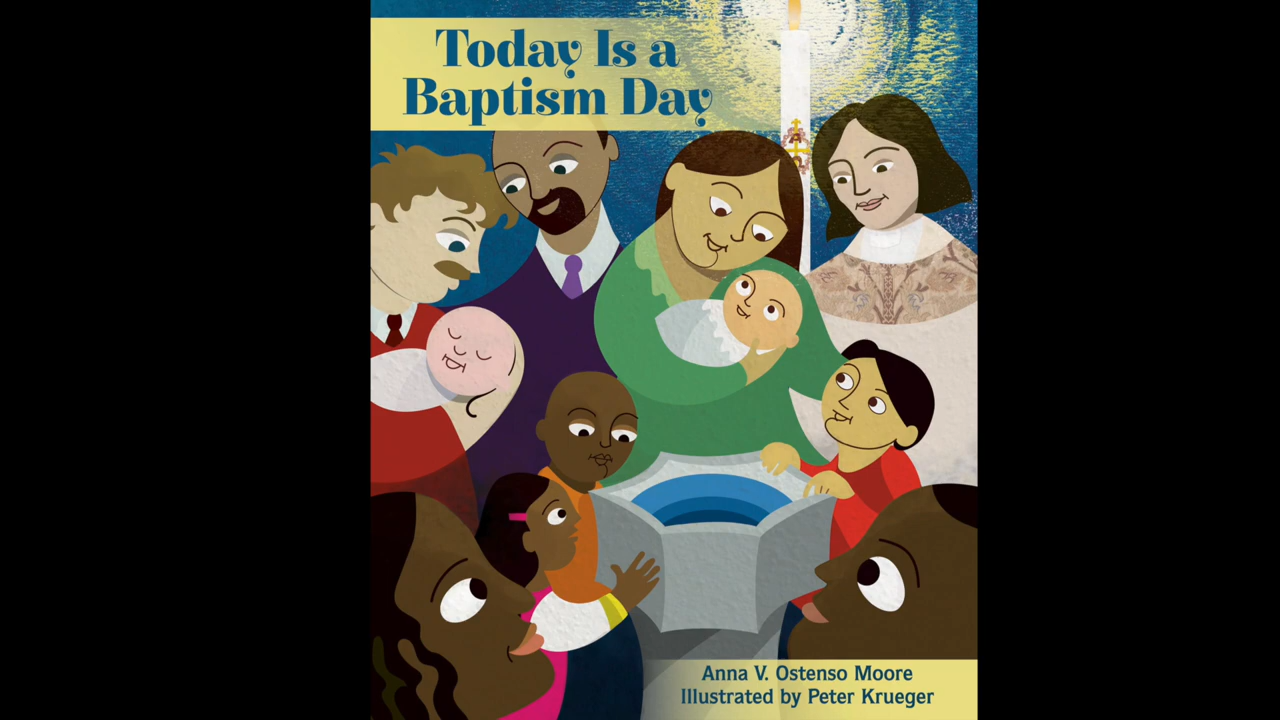 Today Is a
Baptism Day
Anna V. Ostenso Moore
Illustrated by Peter Krueger